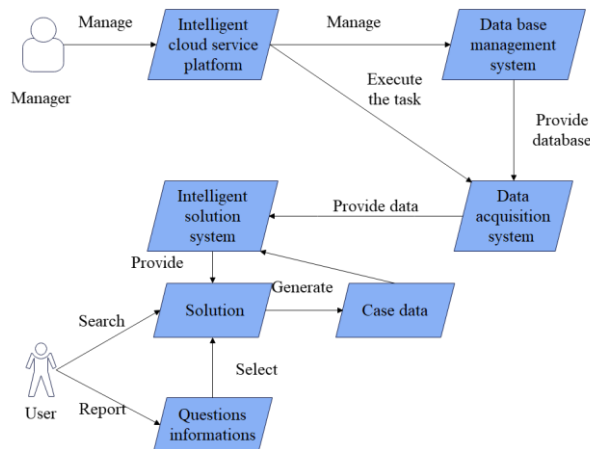 Manage
Intelligent
cloud service
platform
Manage
Data base
management
system
Manager
Execute
the task
Provide
database
Intelligent
solution
system
Provide data
Data
acquisition
system
Provide
Generate
Solution
Case data
Search
Select
Report
User
Questions
informations